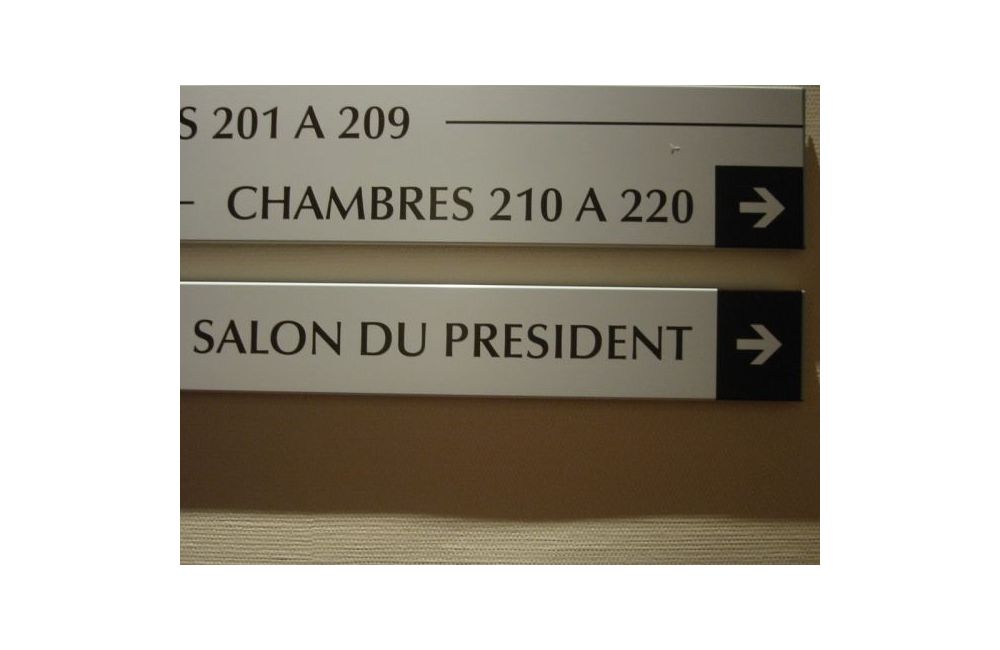 S 201 A 209
CHAMBRES 210 A 220
SALON DU PRESIDENT